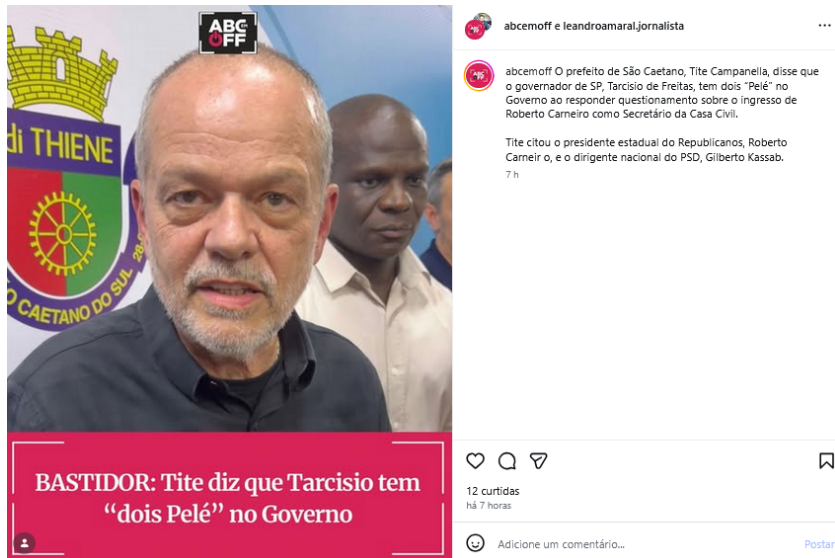 ABC EM
OFF
di THIENE
ÃO CAETANO DO SUL 28
BASTIDOR: Tite diz que Tarcisio tem
“dois Pelé” no Governo
abcemoff e leandroamaral.jornalista
abcemoff O prefeito de São Caetano, Tite Campanella, disse que
o governador de SP, Tarcisio de Freitas, tem dois “Pelé” no
Governo ao responder questionamento sobre o ingresso de
Roberto Carneiro como Secretário da Casa Civil.
Tite citou o presidente estadual do Republicanos, Roberto
Carneir o, e o dirigente nacional do PSD, Gilberto Kassab.
7 h
12 curtidas
há 7 horas
Adicione um comentário...
Postar